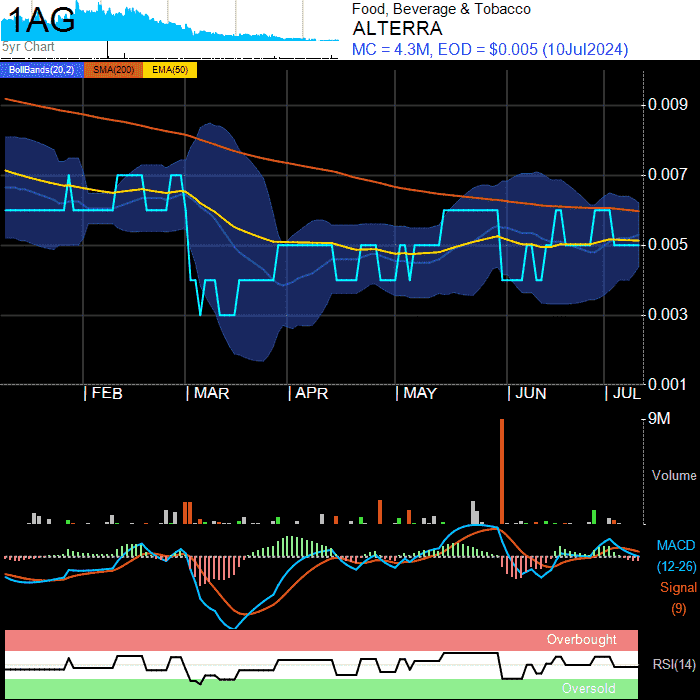 1AG
5yr Chart
Food, Beverage & Tobacco
ALTERRA
MC = 4.3M, EOD = $0.005 (10Jul2024)
BollBands(20,2) SMA(200) EMA(50)
0.009
0.007
0.005
0.003
0.001
FEB MAR APR MAY JUN JUL
9M
Volume
MACD
(12-26)
Signal
(9)
Overbought
RSI(14)
Oversold